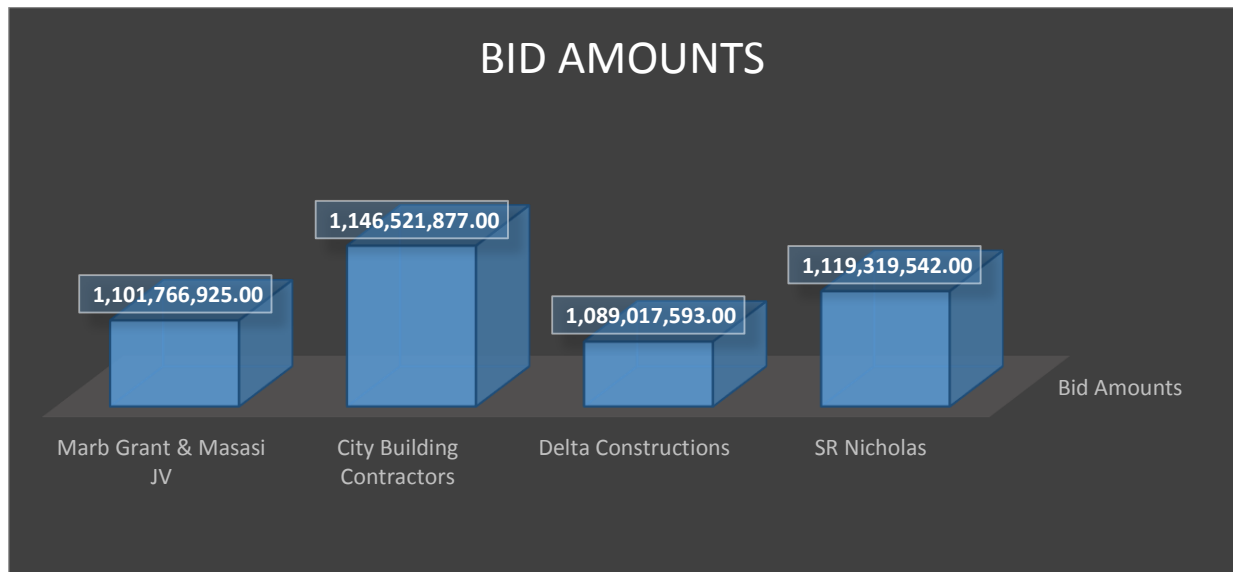 BID AMOUNTS
1,101,766,925.00
1,146,521,877.00
1,089,017,593.00
1,119,319,542.00
Bid Amounts
Marb Grant & Masasi
JV
City Building
Contractors
Delta Constructions
SR Nicholas